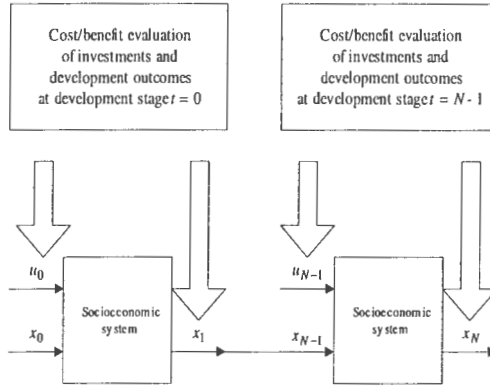 Cost/benefit evaluation
of investments and
development outcomes
at development stage t = 0
Cost/benefit evaluation
of investments and
development outcomes
at development stage t = N - 1
u0
x0
Socioeconomic
system
x1
uN−1
xN−1
Socioeconomic
system
xN